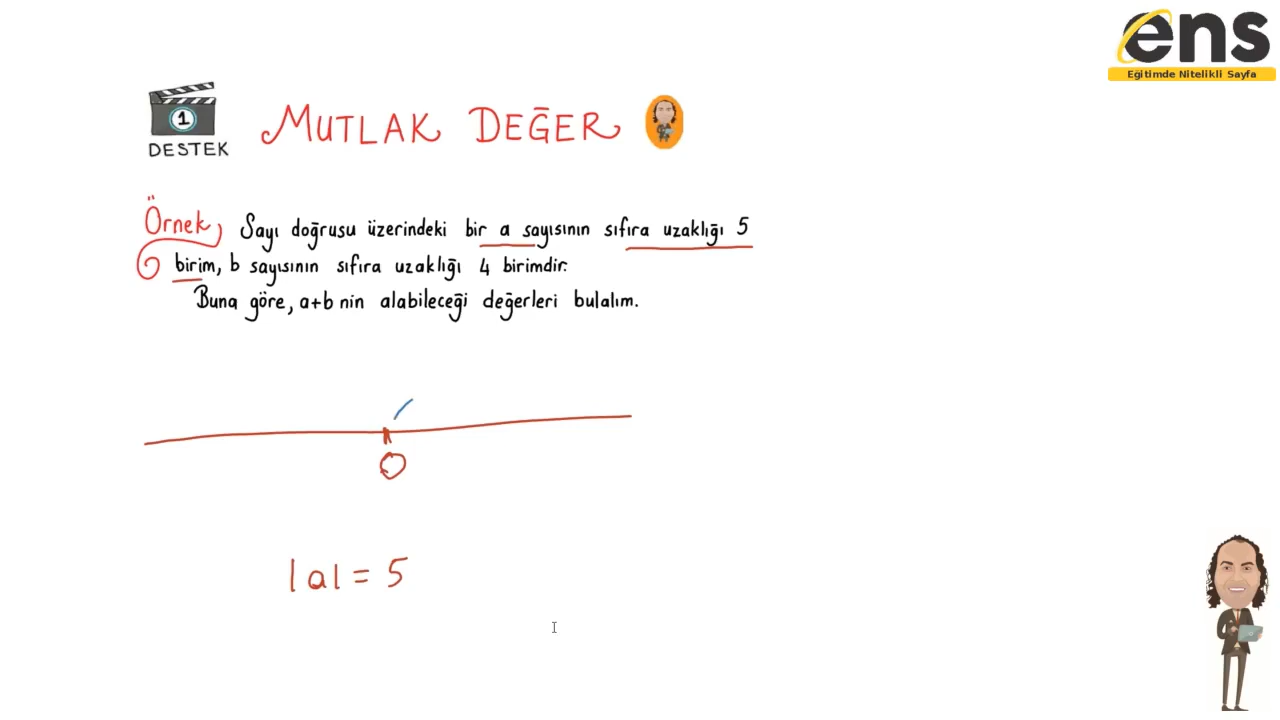 ens
Eğitimde Nitelikli Sayfa
1
DESTEK
MUTLAK DEĞER
Örnek Sayı doğrusu üzerindeki bir a sayısının sıfıra uzaklığı 5
birim, b sayısının sıfıra uzaklığı 4 birimdir.
Buna göre, a+b nin alabileceği değerleri bulalım.
0
|a| = 5